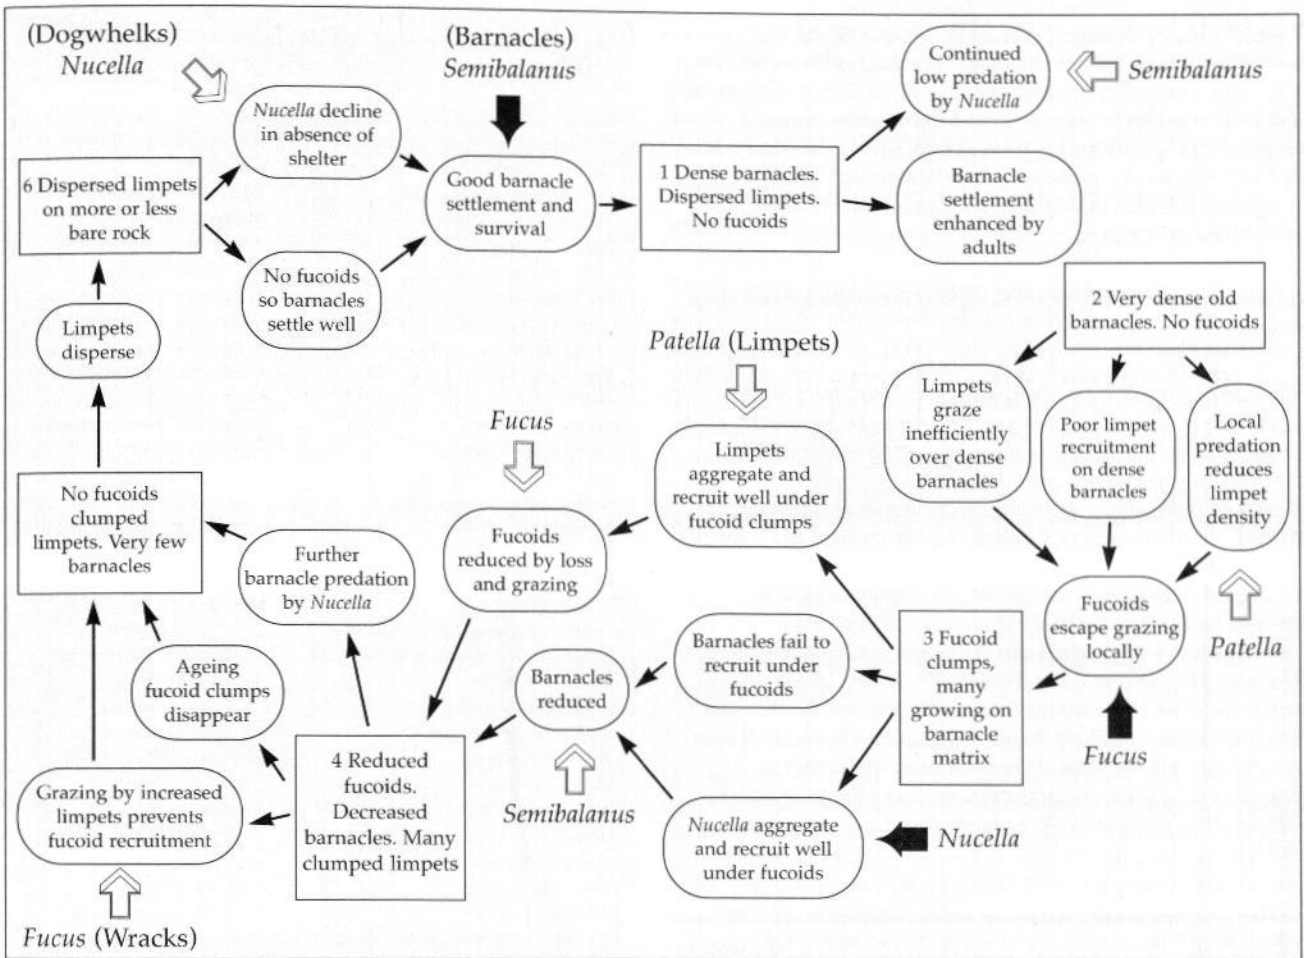 (Dogwhelks)
Nucella
(Barnacles)
Semibalanus
Continued
low predation
by Nucella
Semibalanus
Nucella decline
in absence of
shelter
6 Dispersed limpets
on more or less
bare rock
Good barnacle
settlement and
survival
1 Dense barnacles.
Dispersed limpets.
No fucoids
Barnacle
settlement
enhanced by
adults
No fucoids
so barnacles
settle well
Limpets
disperse
2 Very dense old
barnacles. No fucoids
Patella (Limpets)
Limpets
graze
inefficiently
over dense
barnacles
Poor limpet
recruitment
on dense
barnacles
Local
predation
reduces
limpet
density
Fucus
Limpets
aggregate and
recruit well under
fucoid clumps
No fucoids
clumped
limpets. Very few
barnacles
Further
barnacle predation
by Nucella
Fucoids
reduced by loss
and grazing
Fucoids
escape grazing
locally
Patella
Barnacles fail to
recruit under
fucoids
3 Fucoid
clumps,
many
growing on
barnacle
matrix
Ageing
fucoid clumps
disappear
Barnacles
reduced
Fucus
4 Reduced
fucoids.
Decreased
barnacles. Many
clumped limpets
Grazing by increased
limpets prevents
fucoid recruitment
Semibalanus
Nucella aggregate
and recruit well
under fucoids
Nucella
Fucus (Wracks)